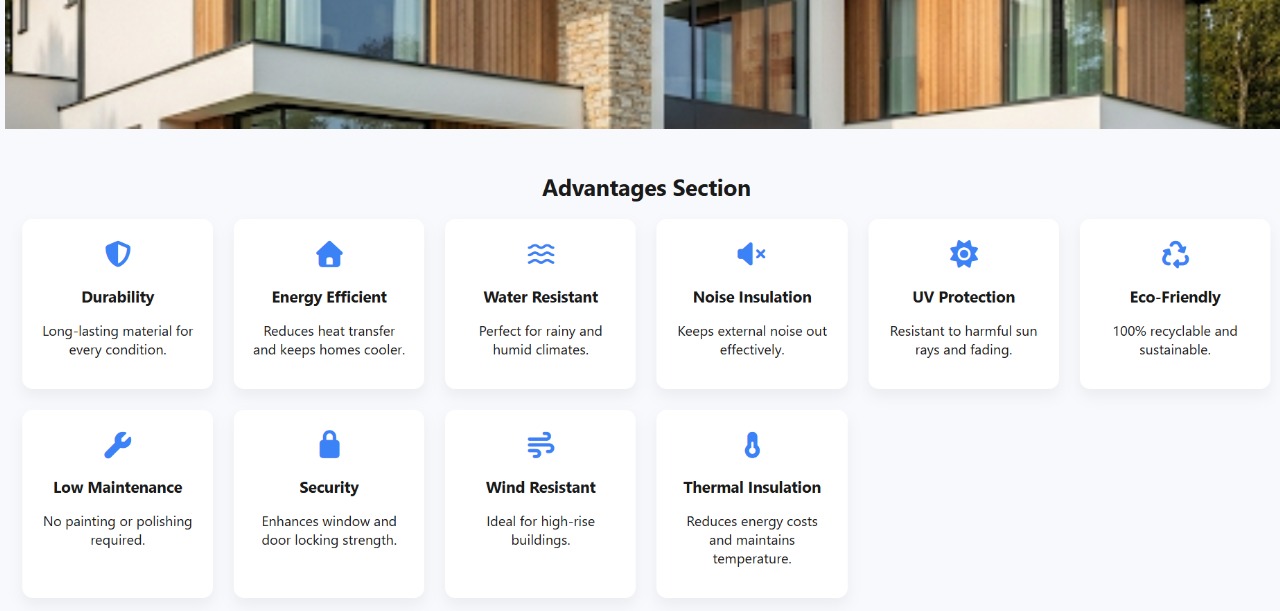 Advantages Section
Durability
Long-lasting material for
every condition.
Energy Efficient
Reduces heat transfer
and keeps homes cooler.
Water Resistant
Perfect for rainy and
humid climates.
Noise Insulation
Keeps external noise out
effectively.
UV Protection
Resistant to harmful sun
rays and fading.
Eco-Friendly
100% recyclable and
sustainable.
Low Maintenance
No painting or polishing
required.
Security
Enhances window and
door locking strength.
Wind Resistant
Ideal for high-rise
buildings.
Thermal Insulation
Reduces energy costs
and maintains
temperature.